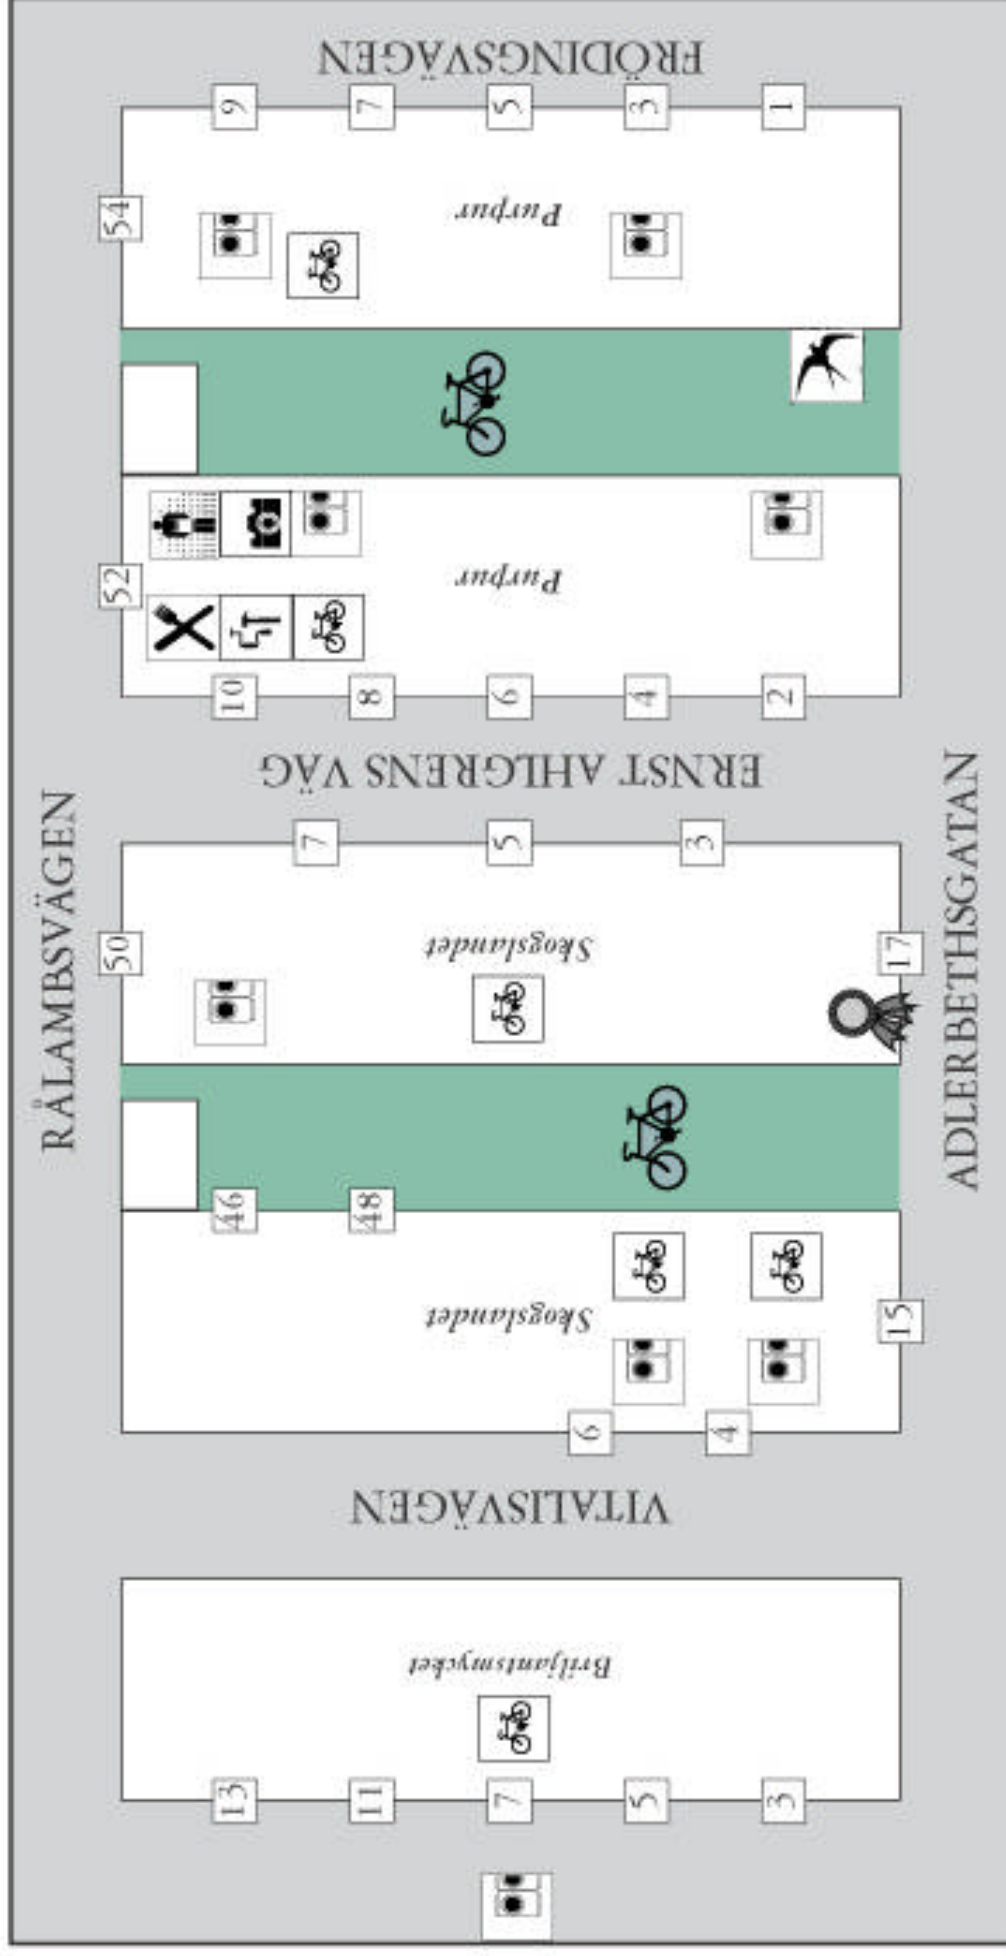 FRÖDINGSVÄGEN
9
7
5
3
1
54
Purpur
52
Purpur
10
8
6
4
2
ERNST AHLGRENS VÄG
RÅLAMBSVÄGEN
ADLERBETHSGATAN
7
5
3
50
Skogslandet
17
46
48
Skogslandet
15
6
4
VITALISVÄGEN
Briljantsmycket
13
11
7
5
3